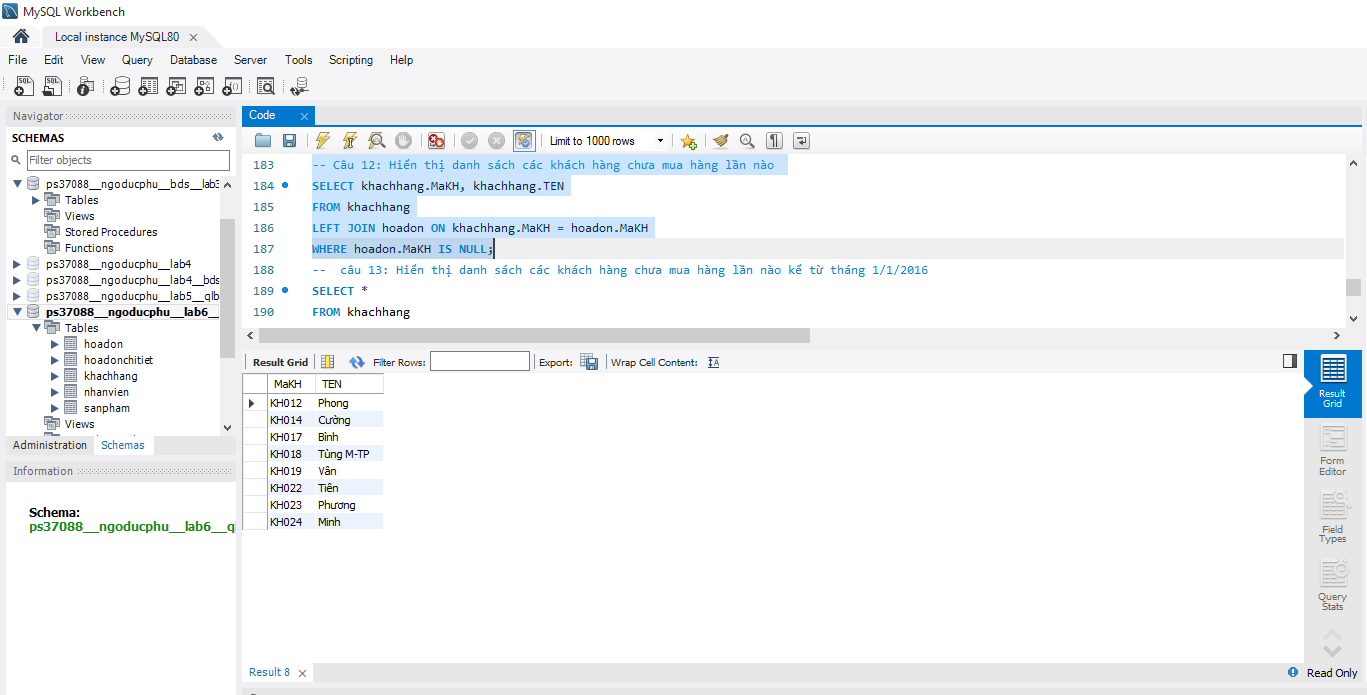 MySQL Workbench
Local instance MySQL80
File Edit View Query Database Server Tools Scripting Help
Navigator
SCHEMAS
Filter objects
ps37088__ngoducphu__bds__lab3
Tables
Views
Stored Procedures
Functions
ps37088__ngoducphu__lab4
ps37088__ngoducphu__lab4__bds
ps37088__ngoducphu__lab5__qlb
ps37088__ngoducphu__lab6__
Tables
hoadon
hoadonchitiet
khachhang
nhanvien
sanpham
Views
Administration Schemas
Information
Schema:
ps37088__ngoducphu__lab6__q
Code
Limit to 1000 rows
183 -- Câu 12: Hiển thị danh sách các khách hàng chưa mua hàng lần nào
184 SELECT khachhang.MaKH, khachhang.TEN
185 FROM khachhang
186 LEFT JOIN hoadon ON khachhang.MaKH = hoadon.MaKH
187 WHERE hoadon.MaKH IS NULL;
188 -- câu 13: Hiển thị danh sách các khách hàng chưa mua hàng lần nào kể từ tháng 1/1/2016
189 SELECT *
190 FROM khachhang
Result Grid Filter Rows: Export: Wrap Cell Content:
MaKH TEN
KH012 Phong
KH014 Cường
KH017 Bình
KH018 Tùng M-TP
KH019 Vân
KH022 Tiên
KH023 Phương
KH024 Minh
Result
Grid
Form
Editor
Field
Types
Query
Stats
Result 8
Read Only